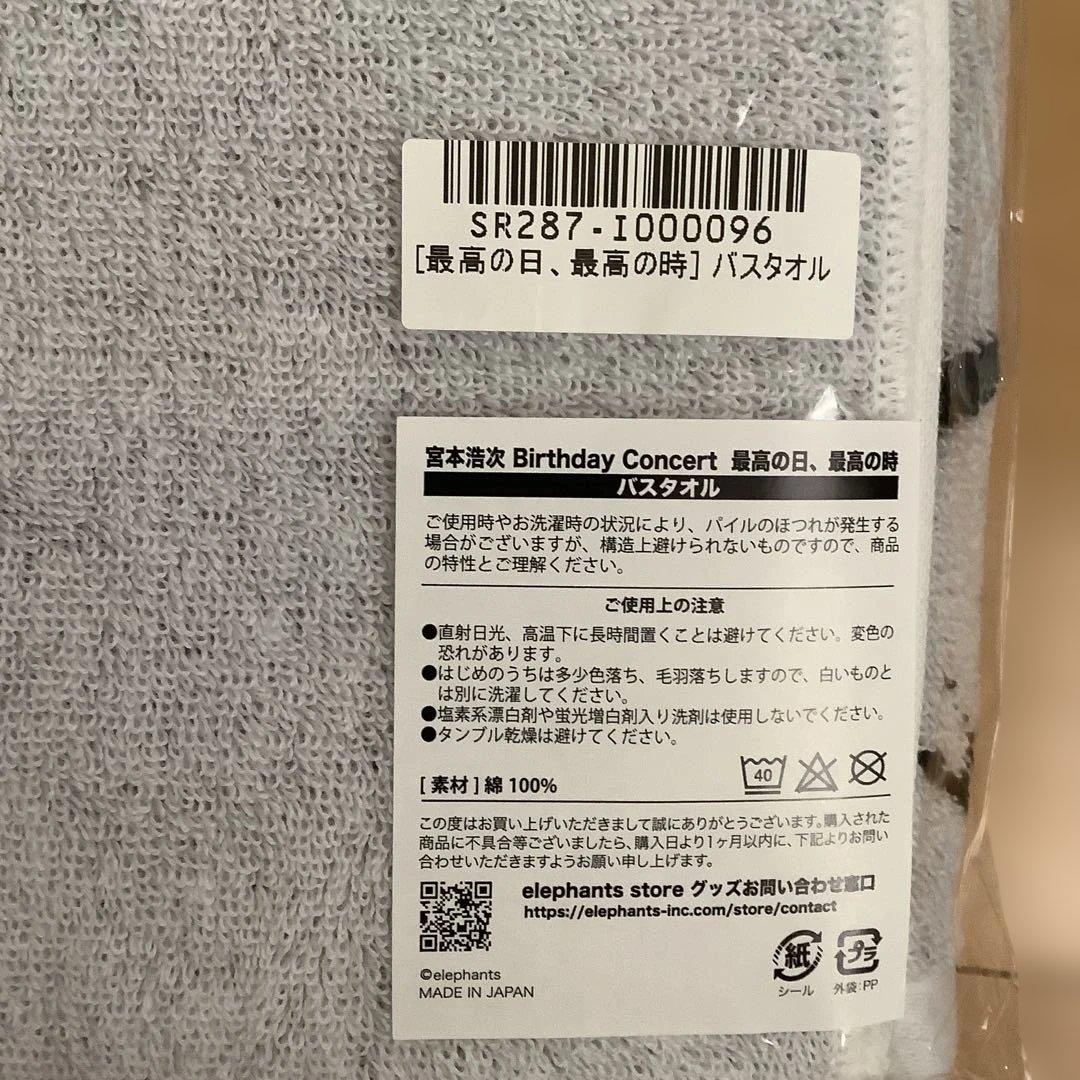 SR287-I000096
[最高の日、最高の時] バスタオル
宮本浩次 Birthday Concert 最高の日、最高の時
バスタオル
ご使用時やお洗濯時の状況により、パイルのほつれが発生する
場合がございますが、構造上避けられないものですので、商品
の特性とご理解ください。
ご使用上の注意
●直射日光、高温下に長時間置くことは避けてください。変色の
恐れがあります。
●はじめのうちは多少色落ち、毛羽落ちしますので、白いものと
は別に洗濯してください。
●塩素系漂白剤や蛍光増白剤入り洗剤は使用しないでください。
●タンブル乾燥は避けてください。
[ 素材 ] 綿 100%
40
この度はお買い上げいただきまして誠にありがとうございます。購入された
商品に不具合等ございましたら、購入日より1ヶ月以内に、下記よりお問い
合わせいただきますようお願い申し上げます。
elephants store グッズお問い合わせ窓口
https://elephants-inc.com/store/contact
©elephants
MADE IN JAPAN
紙
シール
プラ
外袋:PP